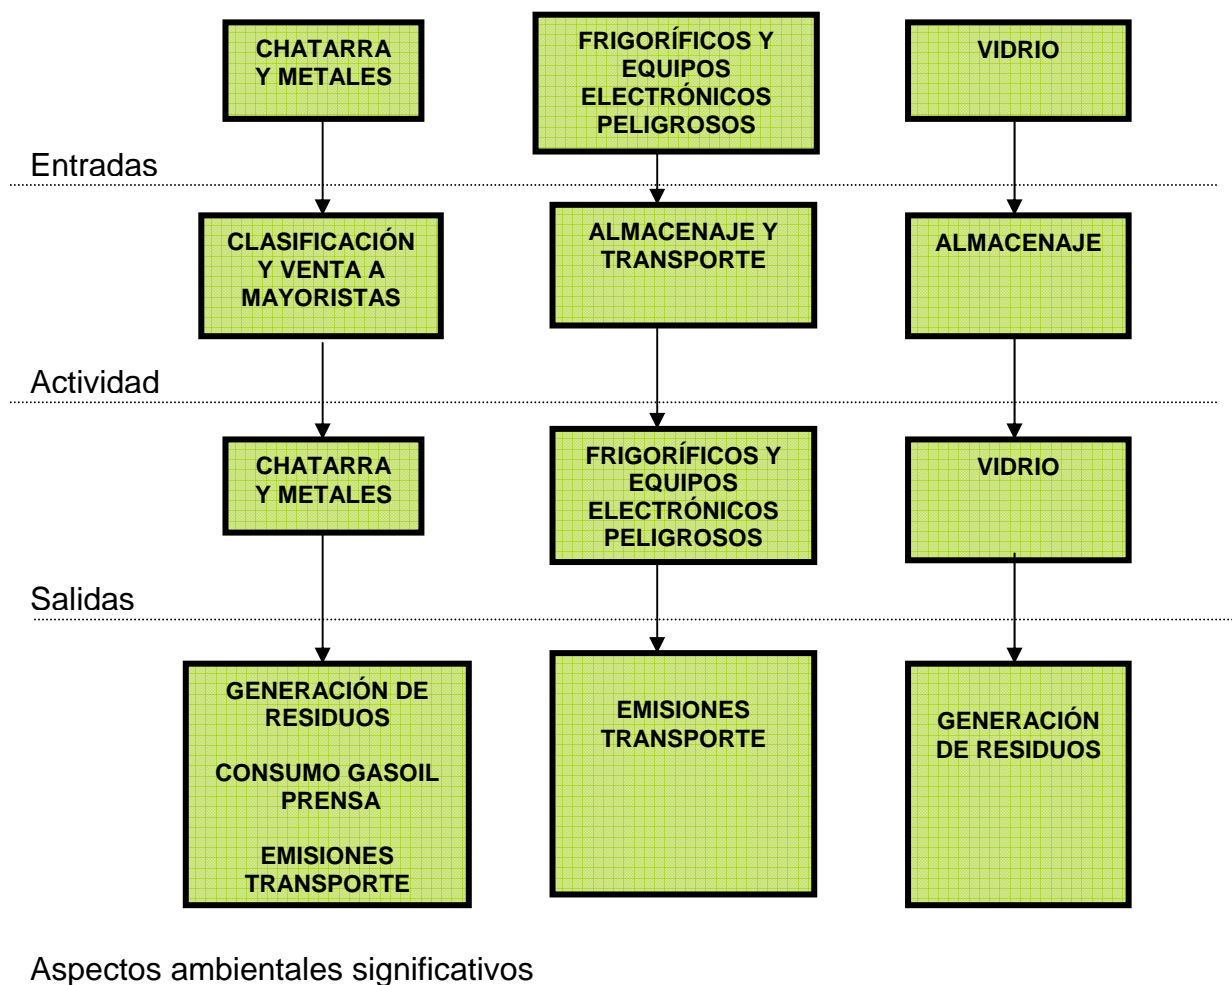 CHATARRA
Y METALES
FRIGORÍFICOS Y
EQUIPOS
ELECTRÓNICOS
PELIGROSOS
VIDRIO
Entradas
CLASIFICACIÓN
Y VENTA A
MAYORISTAS
ALMACENAJE Y
TRANSPORTE
ALMACENAJE
Actividad
CHATARRA
Y METALES
FRIGORÍFICOS Y
EQUIPOS
ELECTRÓNICOS
PELIGROSOS
VIDRIO
Salidas
GENERACIÓN DE
RESIDUOS
CONSUMO GASOIL
PRENSA
EMISIONES
TRANSPORTE
EMISIONES
TRANSPORTE
GENERACIÓN
DE RESIDUOS
Aspectos ambientales significativos